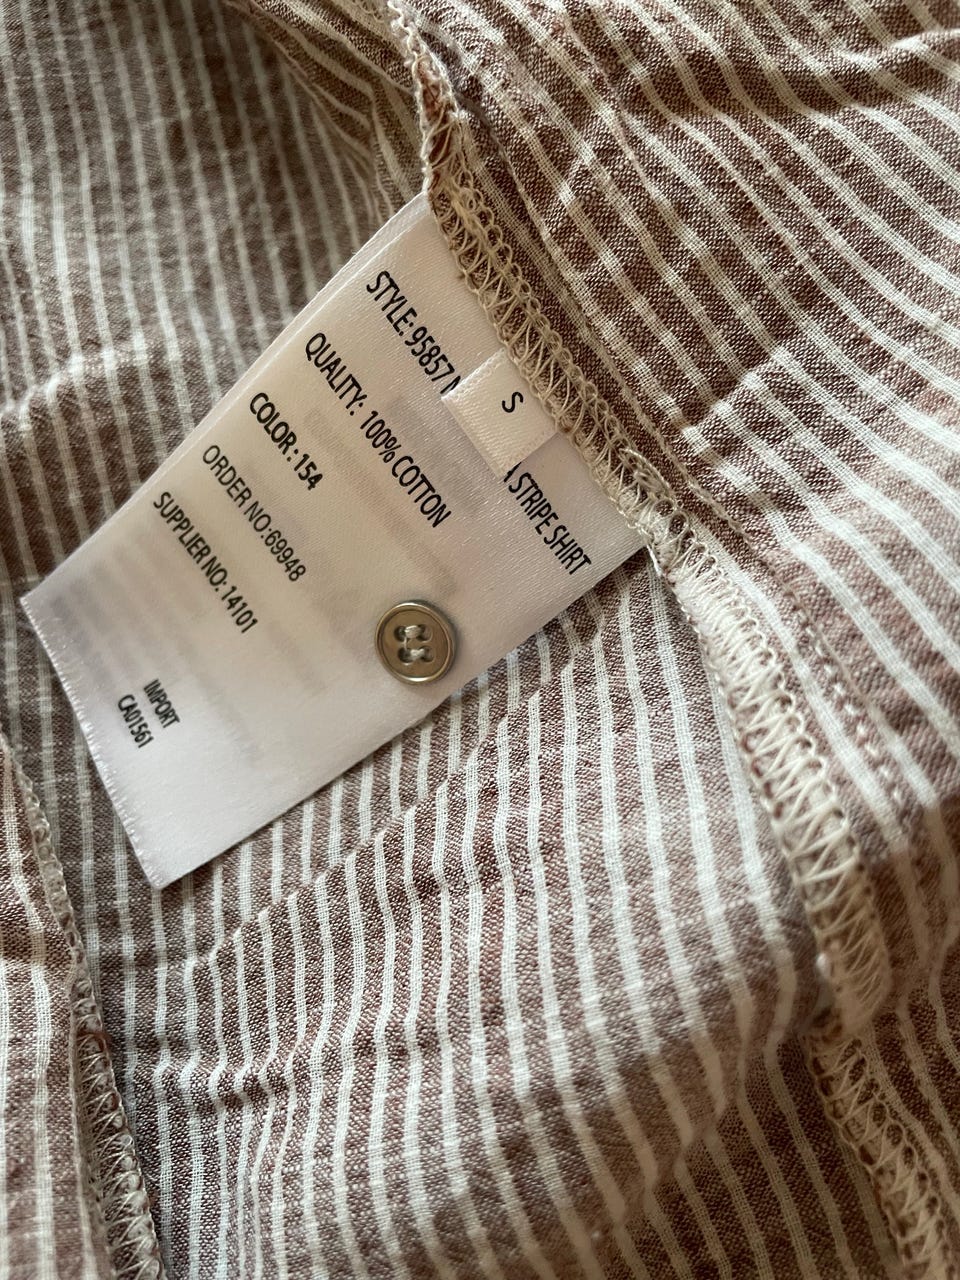 STYLE: 95857
S
STRIPE SHIRT
QUALITY: 100% COTTON
COLOR: 154
ORDER NO: 69948
SUPPLIER NO: 14101
IMPORT
CA01561